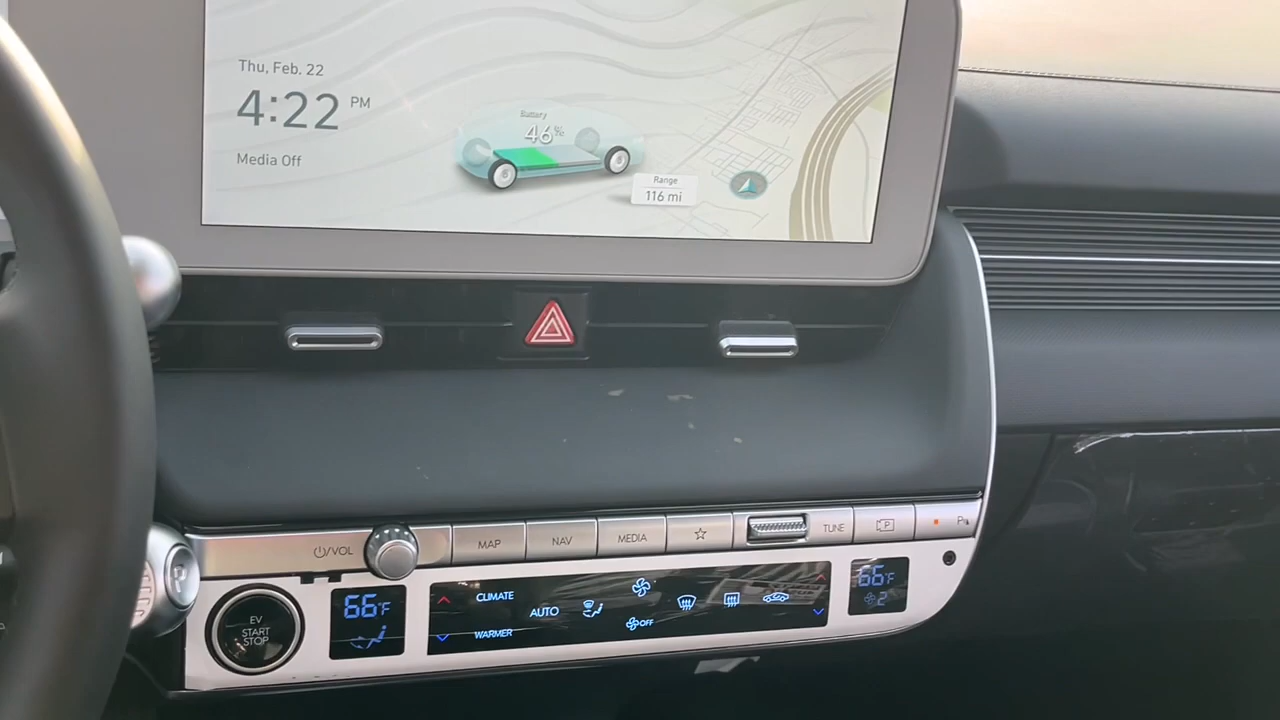 Thu, Feb. 22
4:22 PM
Media Off
Battery
46%
Range
116 mi
⏻/VOL
MAP
NAV
MEDIA
☆
TUNE
P
P
P
EV
START
STOP
66°F
CLIMATE
AUTO
WARMER
OFF
66°F
2